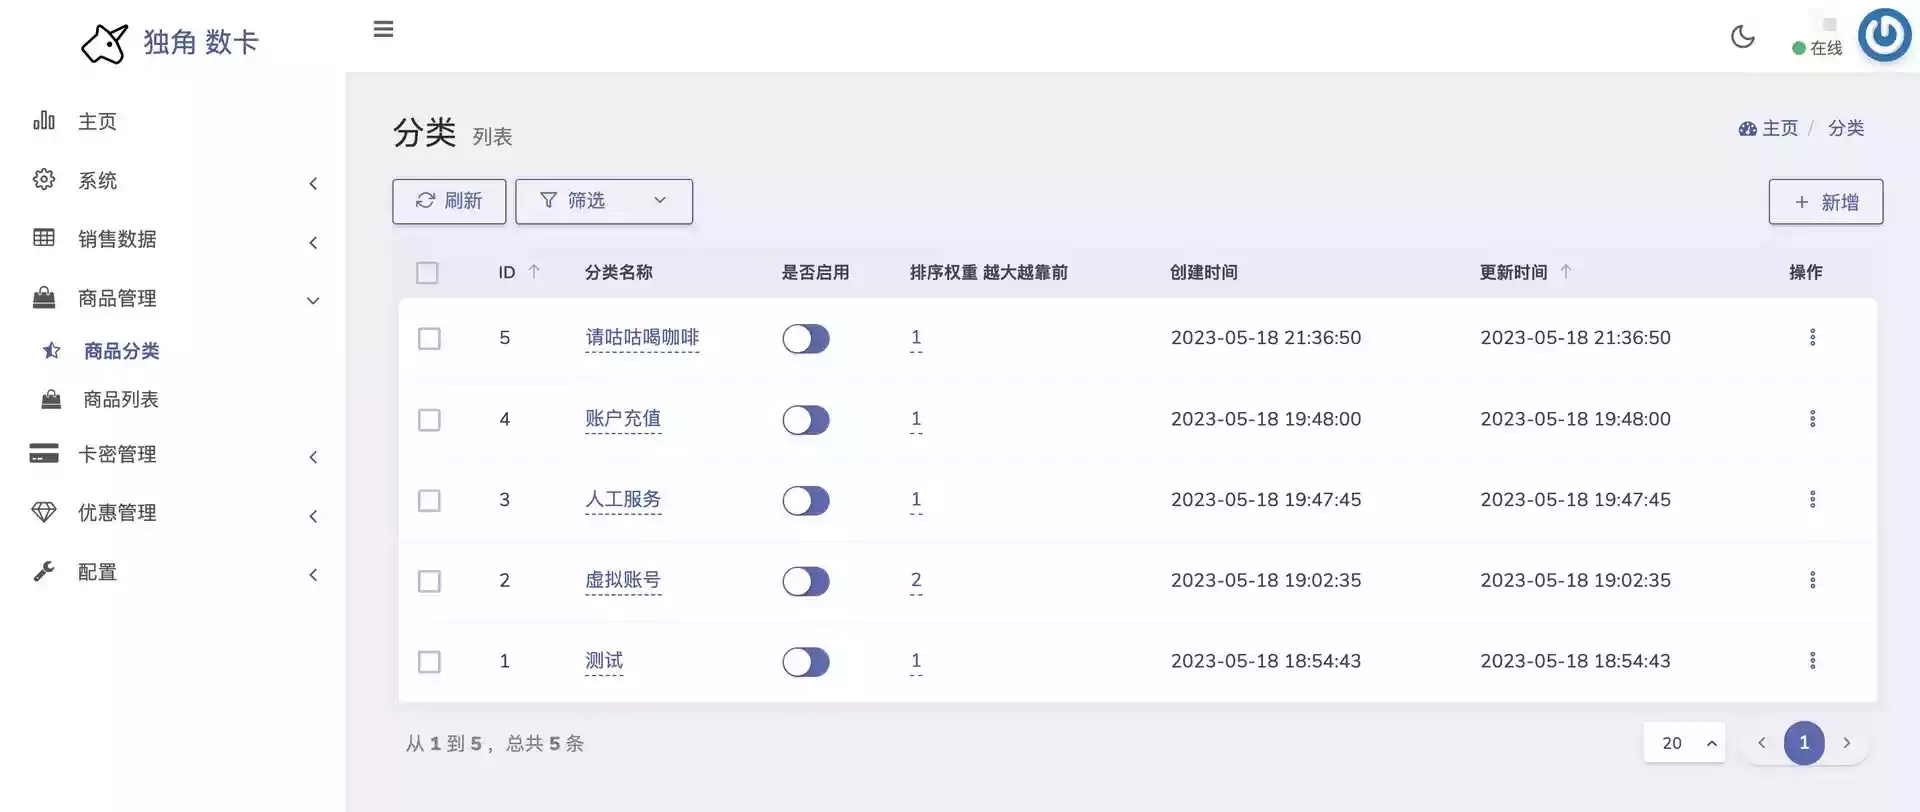 独角 数卡
在线
主页
系统
销售数据
商品管理
商品分类
商品列表
卡密管理
优惠管理
配置
分类 列表
主页 / 分类
刷新
筛选
+ 新增
ID ↑ 分类名称 是否启用 排序权重 越大越靠前 创建时间 更新时间 ↑ 操作
5 请咕咕喝咖啡 1 2023-05-18 21:36:50 2023-05-18 21:36:50
4 账户充值 1 2023-05-18 19:48:00 2023-05-18 19:48:00
3 人工服务 1 2023-05-18 19:47:45 2023-05-18 19:47:45
2 虚拟账号 2 2023-05-18 19:02:35 2023-05-18 19:02:35
1 测试 1 2023-05-18 18:54:43 2023-05-18 18:54:43
从 1 到 5 ，总共 5 条
20
1